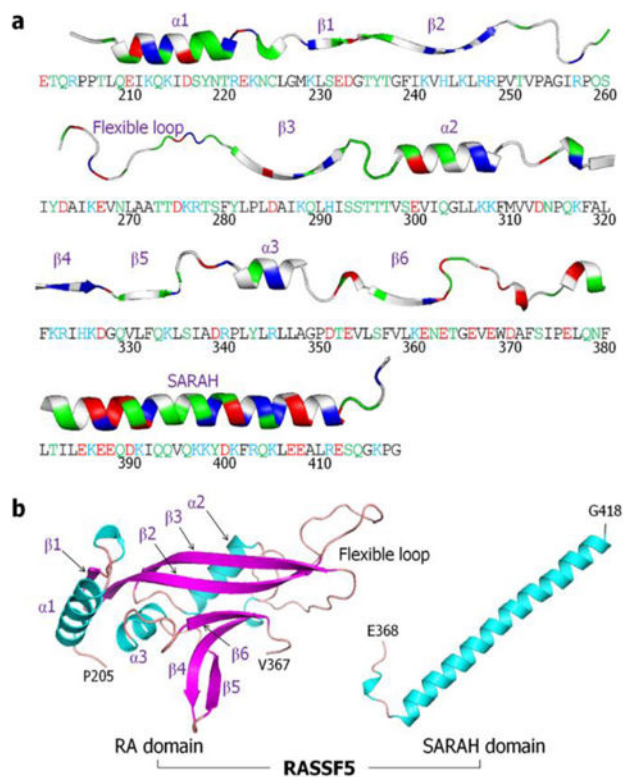 a
α1 β1 β2
ETQRPPTLQEIKQKIDSYNTREKNCLGMKLSEDGTYTGFIKVHLKLRRPVTVPAGIRPQS
210 220 230 240 250 260
Flexible loop β3 α2
IYDAIKEVNLAATTDKRTSFYLPLDAIKQLHISSTTTVSEVIQGLLKKFMVVDNPQKFAL
270 280 290 300 310 320
β4 β5 α3 β6
FKRIHKDGQVLFQKLSIADRPLYLRLLAGPDTEVLSFVLKENETGEVEWDAFSIPELQNF
330 340 350 360 370 380
SARAH
LTILEKEEQDKIQQVQKKYDKFRQKLEEALRESQGKPG
390 400 410
b
α2
β3
β2
β1
α1
Flexible loop
G418
E368
P205
α3
β4
β6
β5
V367
RA domain
SARAH domain
RASSF5